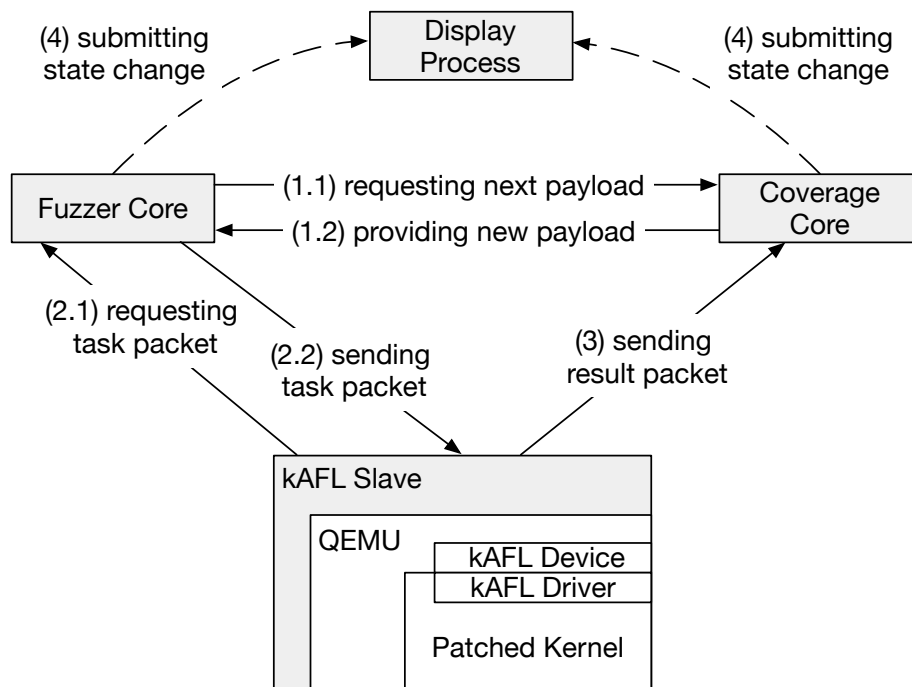 (4) submitting
state change
Display
Process
(4) submitting
state change
Fuzzer Core
(1.1) requesting next payload
(1.2) providing new payload
Coverage
Core
(2.1) requesting
task packet
(2.2) sending
task packet
(3) sending
result packet
kAFL Slave
QEMU
kAFL Device
kAFL Driver
Patched Kernel